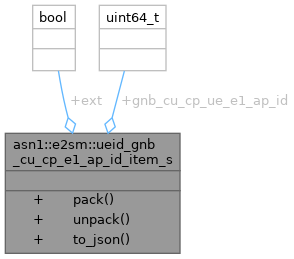 bool
uint64_t
+ext
+gnb_cu_cp_ue_e1_ap_id
asn1::e2sm::ueid_gnb
_cu_cp_e1_ap_id_item_s
+ pack()
+ unpack()
+ to_json()